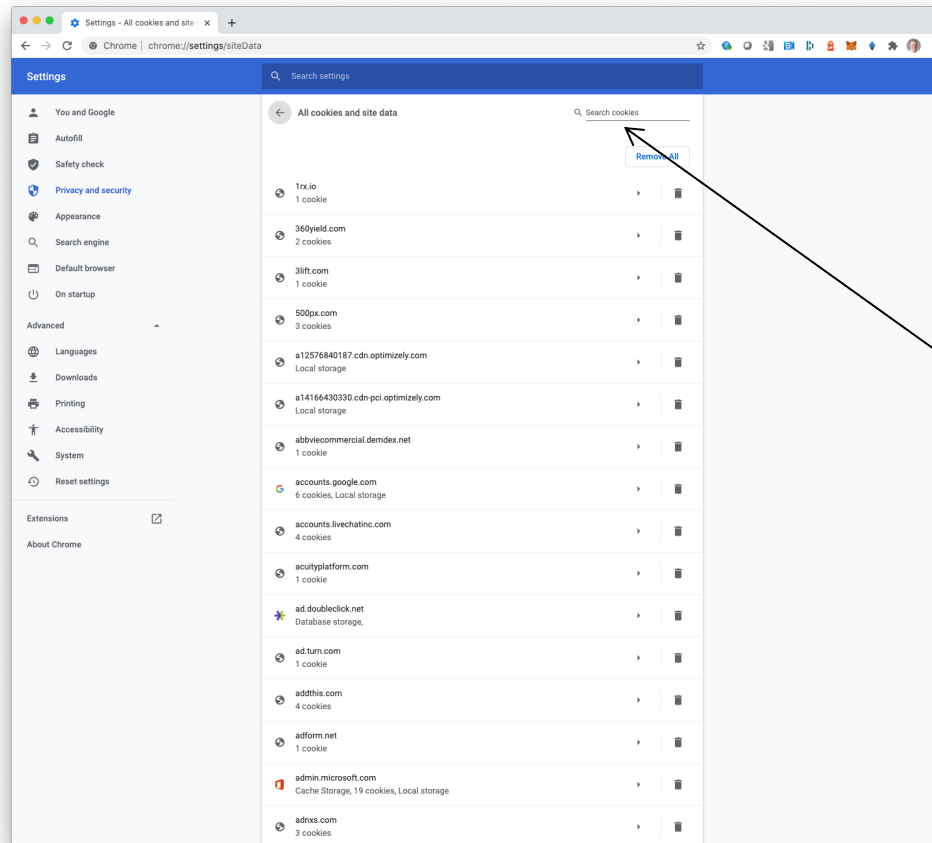 Settings - All cookies and site
Chrome | chrome://settings/siteData
Settings
Search settings
You and Google
Autofill
Safety check
Privacy and security
Appearance
Search engine
Default browser
On startup
Advanced
Languages
Downloads
Printing
Accessibility
System
Reset settings
Extensions
About Chrome
All cookies and site data
Search cookies
Remove All
1rx.io
1 cookie
360yield.com
2 cookies
3lift.com
1 cookie
500px.com
3 cookies
a12576840187.cdn.optimizely.com
Local storage
a14166430330.cdn-pci.optimizely.com
Local storage
abbviecommercial.demdex.net
1 cookie
accounts.google.com
6 cookies, Local storage
accounts.livechatinc.com
4 cookies
acuityplatform.com
1 cookie
ad.doubleclick.net
Database storage,
ad.turn.com
1 cookie
addthis.com
4 cookies
adform.net
1 cookie
admin.microsoft.com
Cache Storage, 19 cookies, Local storage
adnxs.com
3 cookies